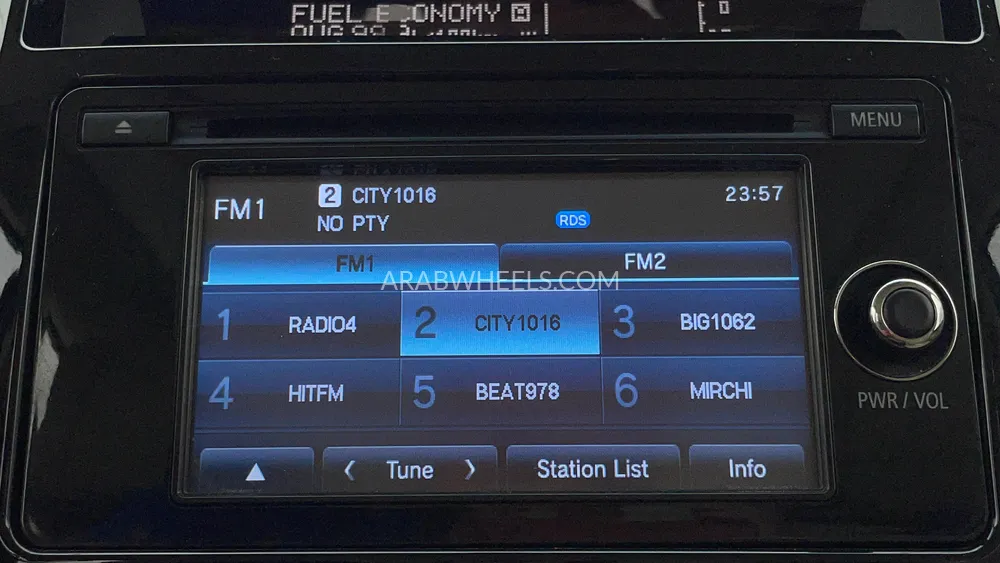 FUEL ECONOMY
MENU
FM1
2 CITY1016
23:57
NO PTY
RDS
FM1
FM2
ARABWHEELS.COM
1 RADIO4
2 CITY1016
3 BIG1062
4 HITFM
5 BEAT978
6 MIRCHI
PWR / VOL
Tune
Station List
Info